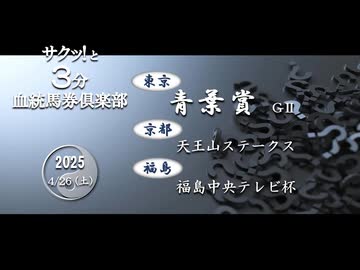 サクッ!と
3分
血統馬券倶楽部
2025
4/26(土)
東京
青葉賞 GⅡ
京都
天王山ステークス
福島
福島中央テレビ杯